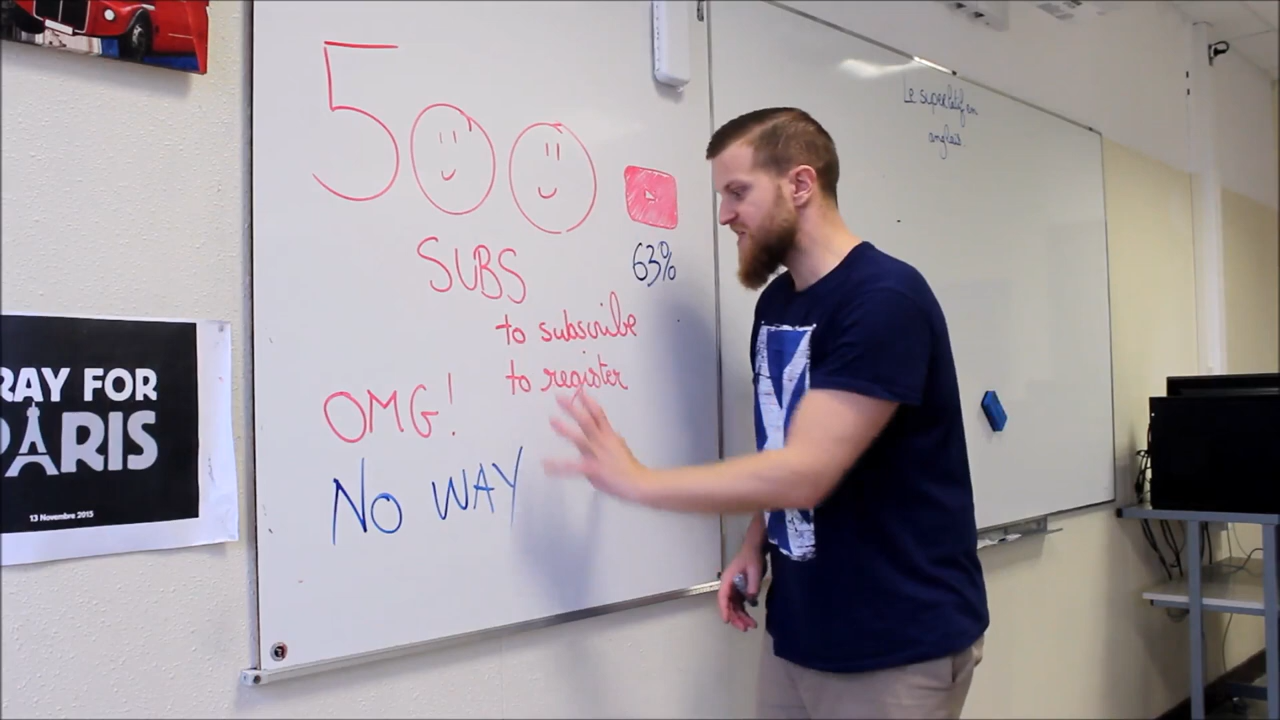 500
SUBS
63%
to subscribe
to register
OMG!
NO WAY
Le superlatif en
anglais
RAY FOR
PARIS
13 Novembre 2015